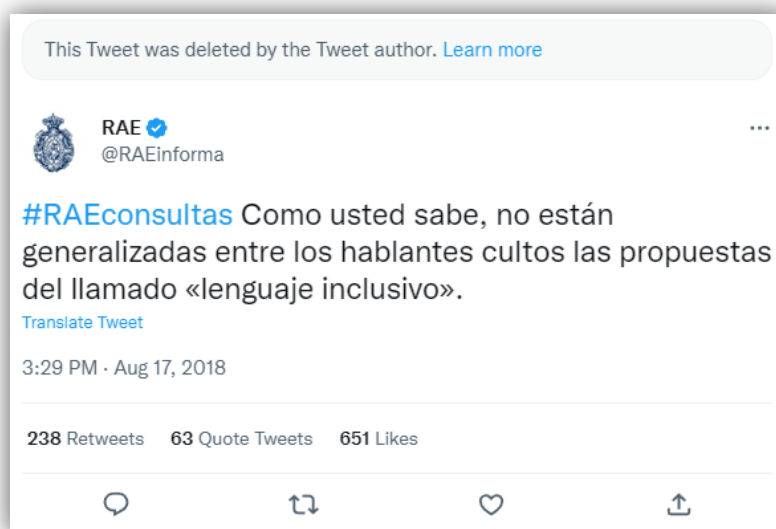 This Tweet was deleted by the Tweet author. Learn more
RAE
@RAEinforma
#RAEconsultas Como usted sabe, no están
generalizadas entre los hablantes cultos las propuestas
del llamado «lenguaje inclusivo».
Translate Tweet
3:29 PM · Aug 17, 2018
238 Retweets 63 Quote Tweets 651 Likes